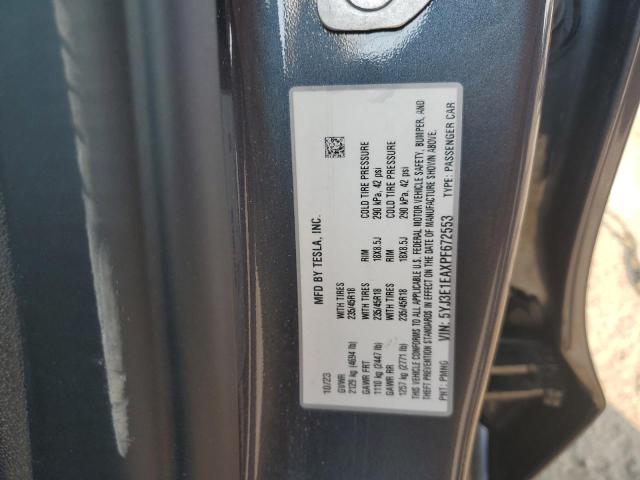 MFD BY TESLA, INC.
10/23
GVWR WITH TIRES RIM COLD TIRE PRESSURE
2129 kg (4694 lb) 235/45R18 18X8.5J 290 kPa, 42 psi
GAWR FRT WITH TIRES RIM COLD TIRE PRESSURE
1110 kg (2447 lb) 235/45R18 18X8.5J 290 kPa, 42 psi
GAWR RR
1257 kg (2771 lb) 235/45R18
THIS VEHICLE CONFORMS TO ALL APPLICABLE U.S. FEDERAL MOTOR VEHICLE SAFETY, BUMPER, AND
THEFT PREVENTION STANDARDS IN EFFECT ON THE DATE OF MANUFACTURE SHOWN ABOVE.
VIN: 5YJ3E1EAXPF672553
PNT: PMNG TYPE: PASSENGER CAR